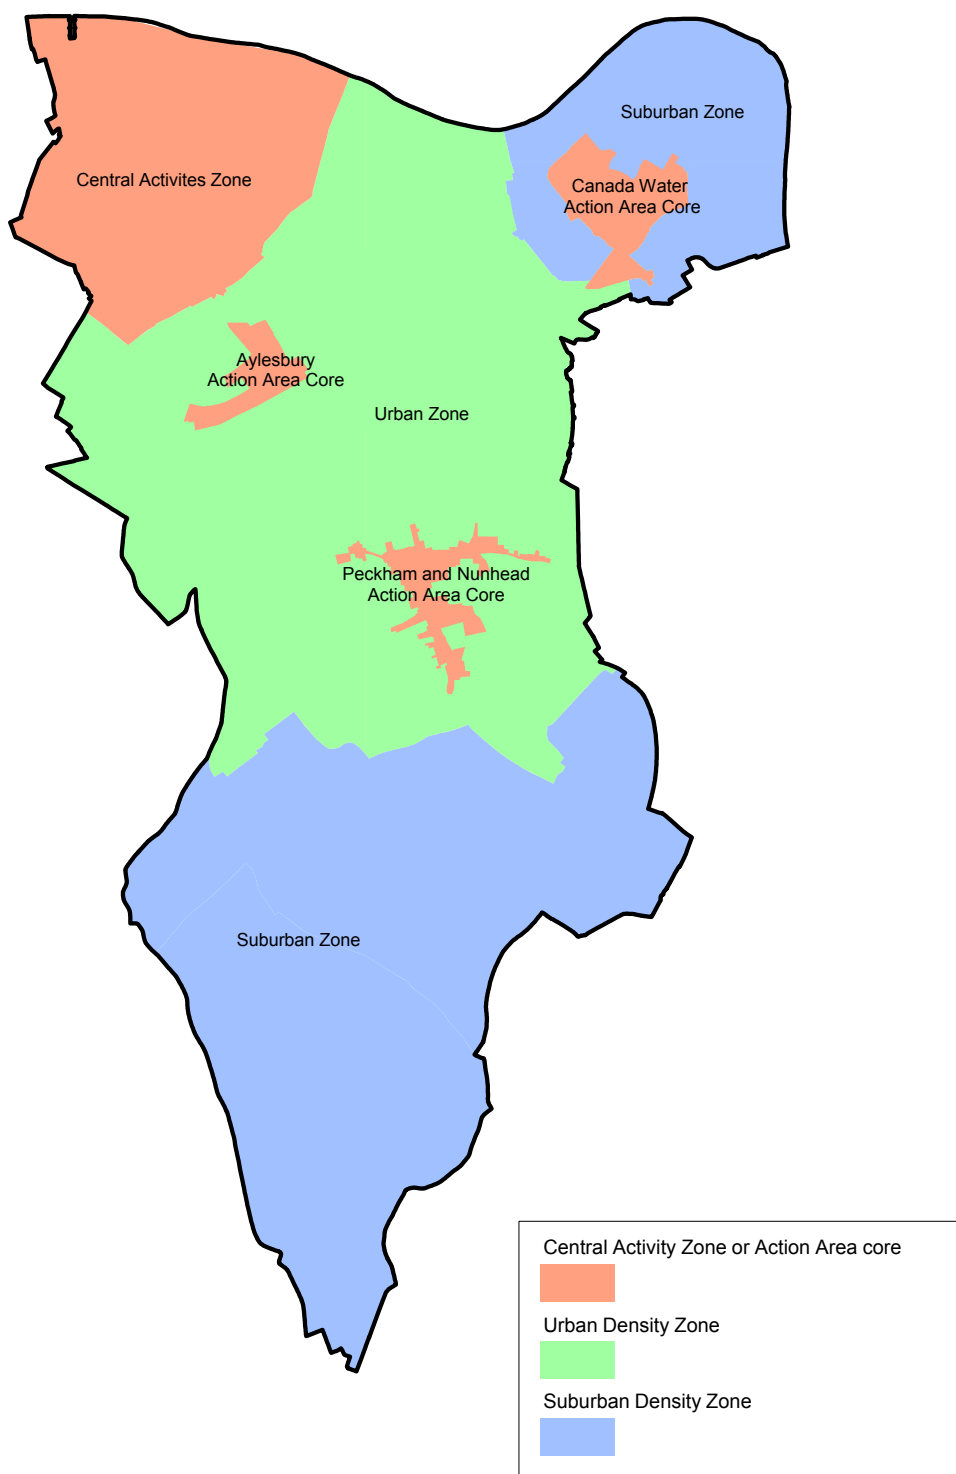 Suburban Zone
Central Activites Zone
Canada Water
Action Area Core
Aylesbury
Action Area Core
Urban Zone
Peckham and Nunhead
Action Area Core
Suburban Zone
Central Activity Zone or Action Area core
Urban Density Zone
Suburban Density Zone